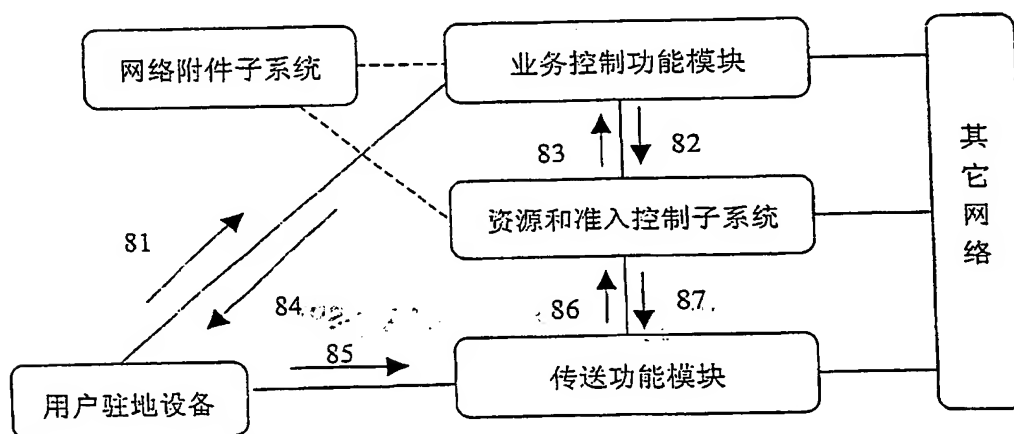 网络附件子系统
业务控制功能模块
83
82
其它网络
81
资源和准入控制子系统
84
86
87
85
传送功能模块
用户驻地设备